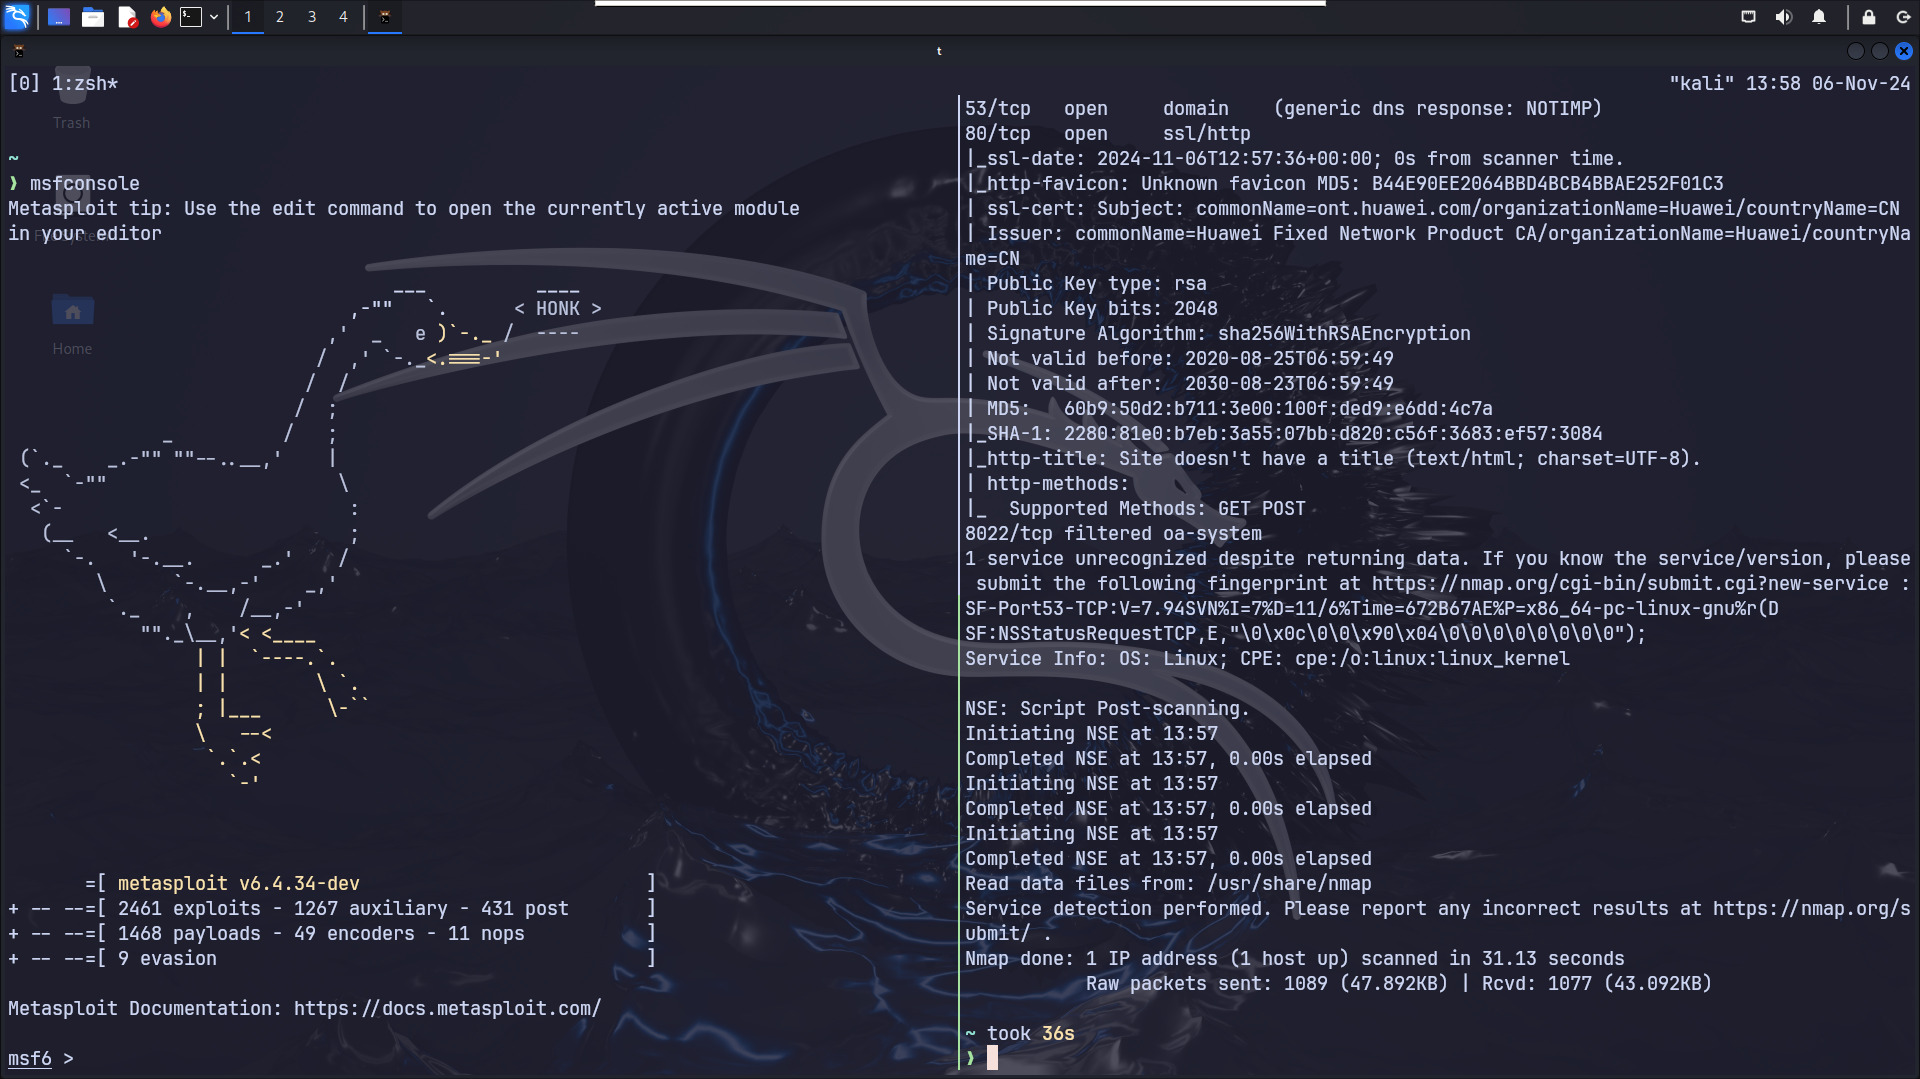 1 2 3 4
t
[0] 1:zsh*
"kali" 13:58 06-Nov-24
Trash
Home
~
❯ msfconsole
Metasploit tip: Use the edit command to open the currently active module
in your editor
< HONK >
=[ metasploit v6.4.34-dev ]
+ -- --=[ 2461 exploits - 1267 auxiliary - 431 post ]
+ -- --=[ 1468 payloads - 49 encoders - 11 nops ]
+ -- --=[ 9 evasion ]
Metasploit Documentation: https://docs.metasploit.com/
msf6 >
53/tcp open domain (generic dns response: NOTIMP)
80/tcp open ssl/http
|_ssl-date: 2024-11-06T12:57:36+00:00; 0s from scanner time.
|_http-favicon: Unknown favicon MD5: B44E90EE2064BBD4BCB4BBAE252F01C3
| ssl-cert: Subject: commonName=ont.huawei.com/organizationName=Huawei/countryName=CN
| Issuer: commonName=Huawei Fixed Network Product CA/organizationName=Huawei/countryNa
me=CN
| Public Key type: rsa
| Public Key bits: 2048
| Signature Algorithm: sha256WithRSAEncryption
| Not valid before: 2020-08-25T06:59:49
| Not valid after:  2030-08-23T06:59:49
| MD5:   60b9:50d2:b711:3e00:100f:ded9:e6dd:4c7a
|_SHA-1: 2280:81e0:b7eb:3a55:07bb:d820:c56f:3683:ef57:3084
|_http-title: Site doesn't have a title (text/html; charset=UTF-8).
| http-methods:
|_  Supported Methods: GET POST
8022/tcp filtered oa-system
1 service unrecognized despite returning data. If you know the service/version, please
submit the following fingerprint at https://nmap.org/cgi-bin/submit.cgi?new-service :
SF-Port53-TCP:V=7.94SVN%I=7%D=11/6%Time=672B67AE%P=x86_64-pc-linux-gnu%r(D
SF:NSStatusRequestTCP,E,"\0\x0c\0\0\x90\x04\0\0\0\0\0\0\0\0");
Service Info: OS: Linux; CPE: cpe:/o:linux:linux_kernel
NSE: Script Post-scanning.
Initiating NSE at 13:57
Completed NSE at 13:57, 0.00s elapsed
Initiating NSE at 13:57
Completed NSE at 13:57, 0.00s elapsed
Initiating NSE at 13:57
Completed NSE at 13:57, 0.00s elapsed
Read data files from: /usr/share/nmap
Service detection performed. Please report any incorrect results at https://nmap.org/s
ubmit/ .
Nmap done: 1 IP address (1 host up) scanned in 31.13 seconds
Raw packets sent: 1089 (47.892KB) | Rcvd: 1077 (43.092KB)
~ took 36s
❯